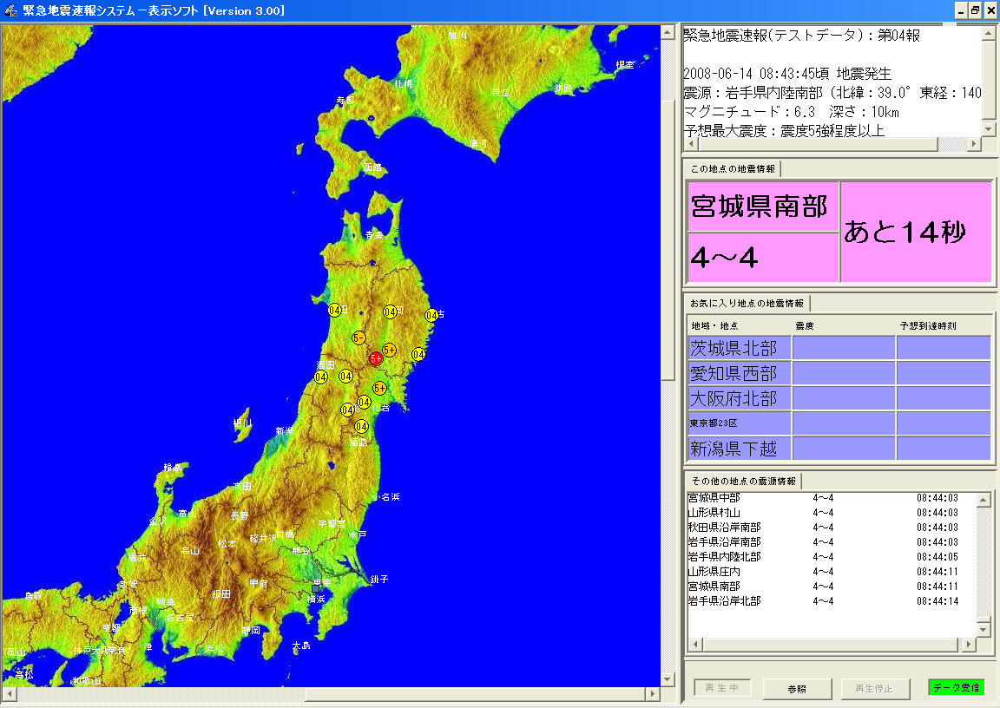 緊急地震速報システム－表示ソフト [Version 3.00]
緊急地震速報(テストデータ)：第04報
2008-06-14 08:43:45頃 地震発生
震源：岩手県内陸南部 (北緯：39.0° 東経：140
マグニチュード：6.3 深さ：10km
予想最大震度：震度5強程度以上
この地点の地震情報
宮城県南部
4～4
あと14秒
お気に入り地点の地震情報
地域・地点 震度 予想到達時刻
茨城県北部
愛知県西部
大阪府北部
東京都23区
新潟県下越
その他の地点の震源情報
宮城県中部 4～4 08:44:03
山形県村山 4～4 08:44:03
秋田県沿岸南部 4～4 08:44:03
岩手県沿岸南部 4～4 08:44:03
岩手県内陸北部 4～4 08:44:05
山形県庄内 4～4 08:44:11
宮城県南部 4～4 08:44:11
岩手県沿岸北部 4～4 08:44:14
再生中
参照
再生停止
データ受信
旭川
根室
札幌
帯広
釧路
寿都
浦河
函館
青森
04 田
04 岡
04 古
5-
5+
5+
04
酒田
04
04
5+
04
04 仙台
04
相川
新潟
福島
輪島
高田
小名浜
富山
金沢
長野
宇都宮
前橋
水戸
軽井沢
松本
高山
熊谷
福井
銚子
東京
甲府
敦賀
飯田
横浜
鳥取
岐阜
彦根
名古屋
京都
静岡
大島
浜松
津
神戸 大阪 奈良
岡山
高松
和歌山